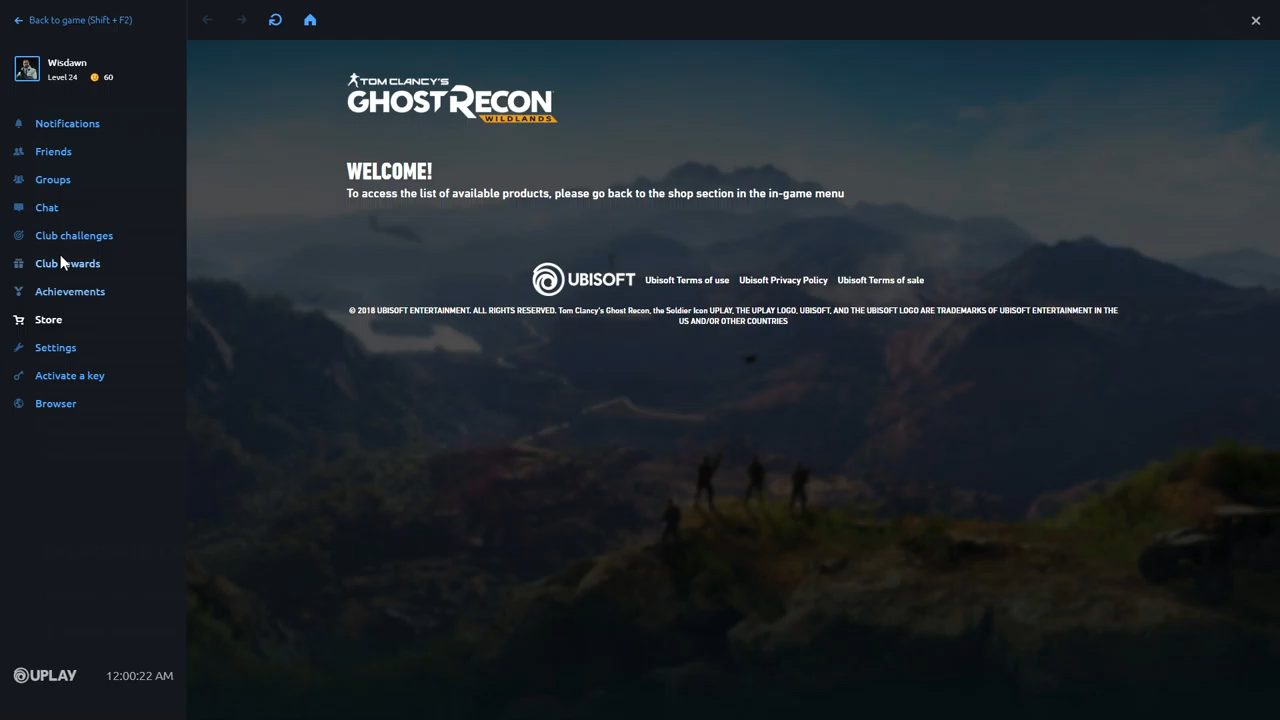 Back to game (Shift + F2)
Wisdawn
Level 24 60
Notifications
Friends
Groups
Chat
Club challenges
Club rewards
Achievements
Store
Settings
Activate a key
Browser
UPLAY 12:00:22 AM
TOM CLANCY'S
GHOST RECON
WILDLANDS
WELCOME!
To access the list of available products, please go back to the shop section in the in-game menu
UBISOFT Ubisoft Terms of use Ubisoft Privacy Policy Ubisoft Terms of sale
© 2018 UBISOFT ENTERTAINMENT. ALL RIGHTS RESERVED. Tom Clancy's Ghost Recon, the Soldier Icon UPLAY, THE UPLAY LOGO, UBISOFT, AND THE UBISOFT LOGO ARE TRADEMARKS OF UBISOFT ENTERTAINMENT IN THE
US AND/OR OTHER COUNTRIES